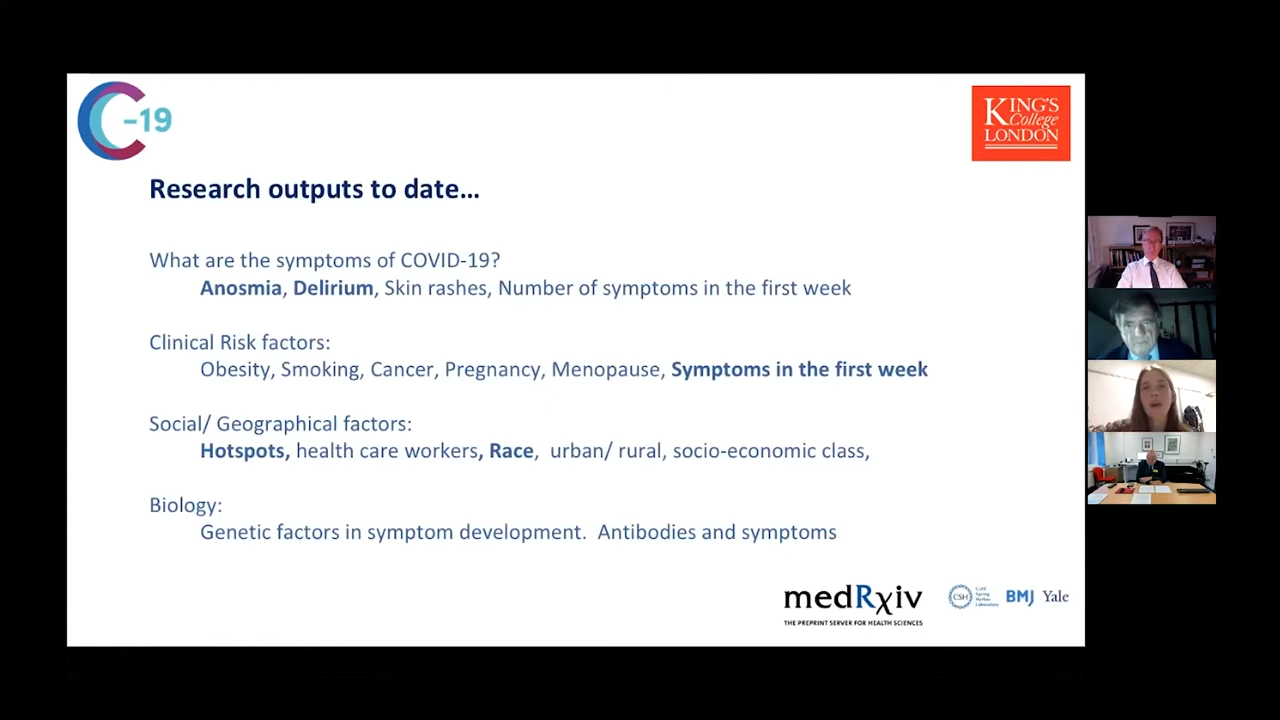 C-19
KING'S
College
LONDON
Research outputs to date...
What are the symptoms of COVID-19?
Anosmia, Delirium, Skin rashes, Number of symptoms in the first week
Clinical Risk factors:
Obesity, Smoking, Cancer, Pregnancy, Menopause, Symptoms in the first week
Social/ Geographical factors:
Hotspots, health care workers, Race, urban/ rural, socio-economic class,
Biology:
Genetic factors in symptom development. Antibodies and symptoms
medRxiv
THE PREPRINT SERVER FOR HEALTH SCIENCES
CSH
Cold
Spring
Harbor
Laboratory
BMJ
Yale